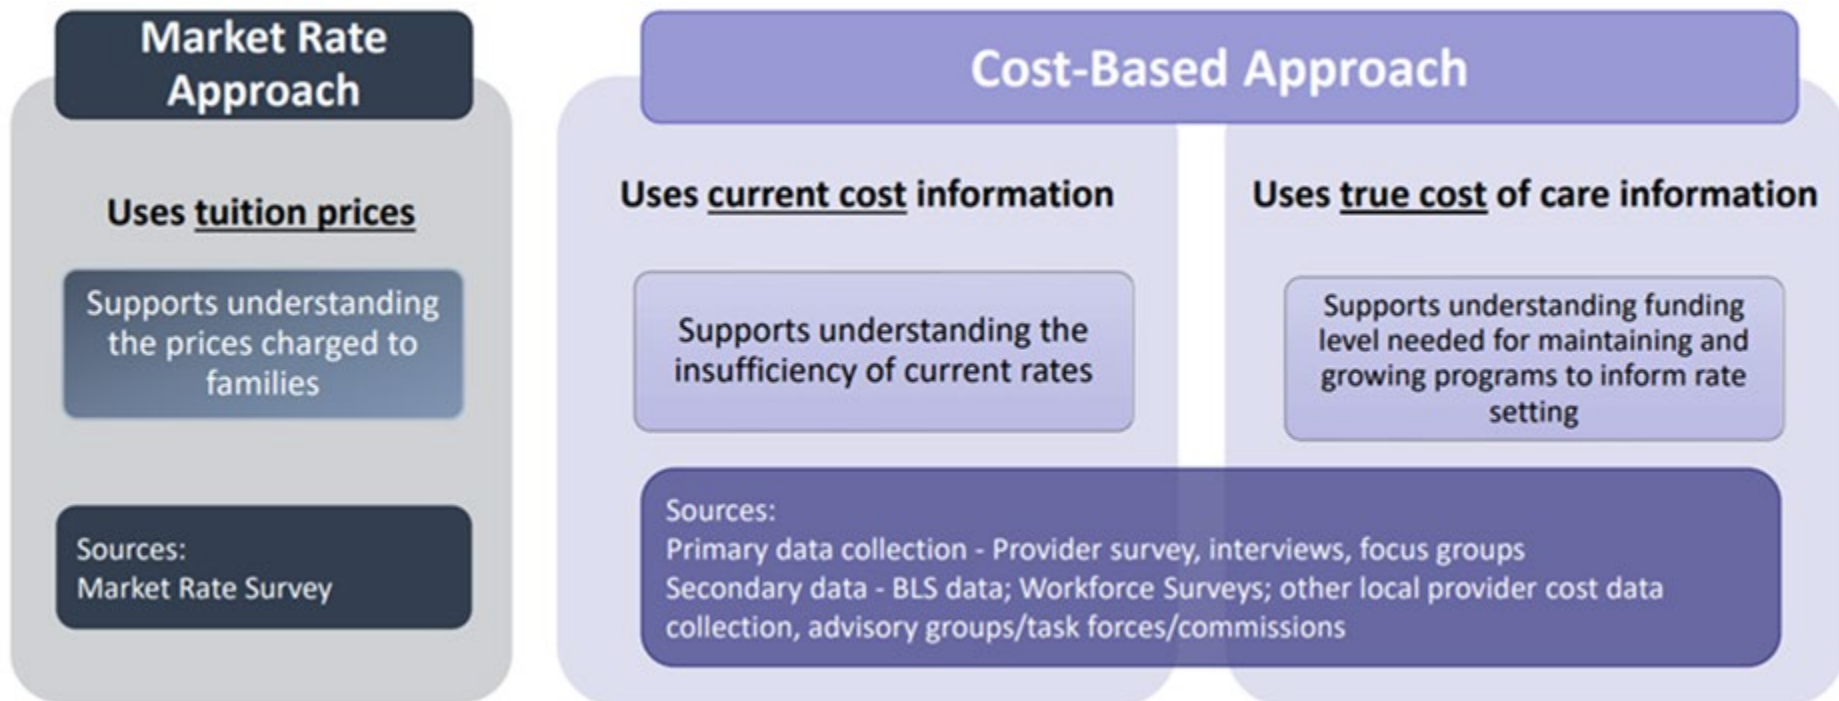 Market Rate
Approach
Uses tuition prices
Supports understanding
the prices charged to
families
Sources:
Market Rate Survey
Cost-Based Approach
Uses current cost information
Supports understanding the
insufficiency of current rates
Uses true cost of care information
Supports understanding funding
level needed for maintaining and
growing programs to inform rate
setting
Sources:
Primary data collection - Provider survey, interviews, focus groups
Secondary data - BLS data; Workforce Surveys; other local provider cost data
collection, advisory groups/task forces/commissions